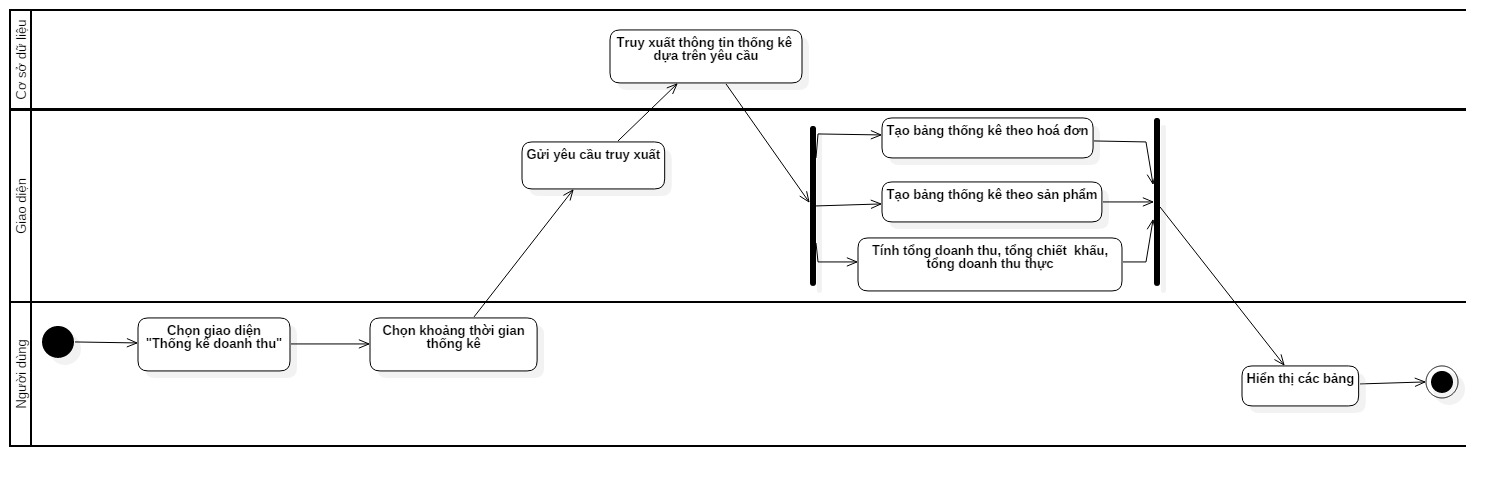 Cơ sở dữ liệu
Truy xuất thông tin thống kê
dựa trên yêu cầu
Giao diện
Gửi yêu cầu truy xuất
Tạo bảng thống kê theo hoá đơn
Tạo bảng thống kê theo sản phẩm
Tính tổng doanh thu, tổng chiết  khấu,
tổng doanh thu thực
Người dùng
Chọn giao diện
"Thống kê doanh thu"
Chọn khoảng thời gian
thống kê
Hiển thị các bảng